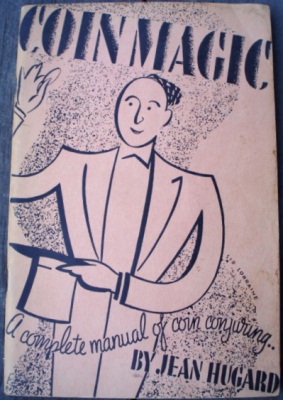 COIN MAGIC
A complete manual of coin conjuring..
BY JEAN HUGARD